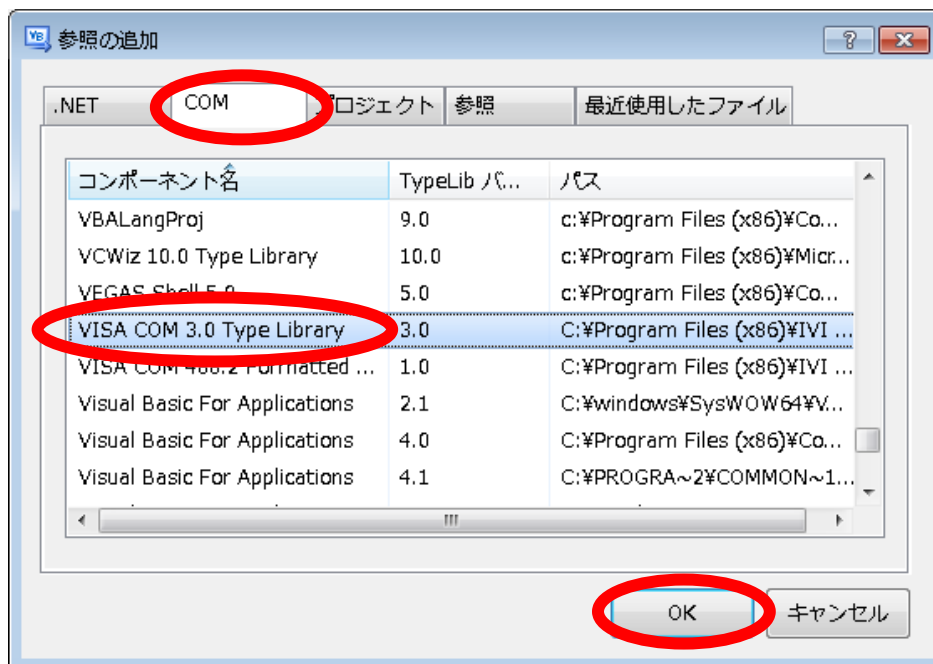 VB 参照の追加 ?
.NET COM プロジェクト 参照 最近使用したファイル
コンポーネント名 TypeLib バ... パス
VBALangProj 9.0 c:¥Program Files (x86)¥Co...
VCWiz 10.0 Type Library 10.0 c:¥Program Files (x86)¥Micr...
VEGAS Shell 5.0 5.0 c:¥Program Files (x86)¥Co...
VISA COM 3.0 Type Library 3.0 C:¥Program Files (x86)¥IVI ...
VISA COM 488.2 Formatted ... 1.0 C:¥Program Files (x86)¥IVI ...
Visual Basic For Applications 2.1 C:¥windows¥SysWOW64¥V...
Visual Basic For Applications 4.0 C:¥Program Files (x86)¥Co...
Visual Basic For Applications 4.1 C:¥PROGRA~2¥COMMON~1...
OK キャンセル